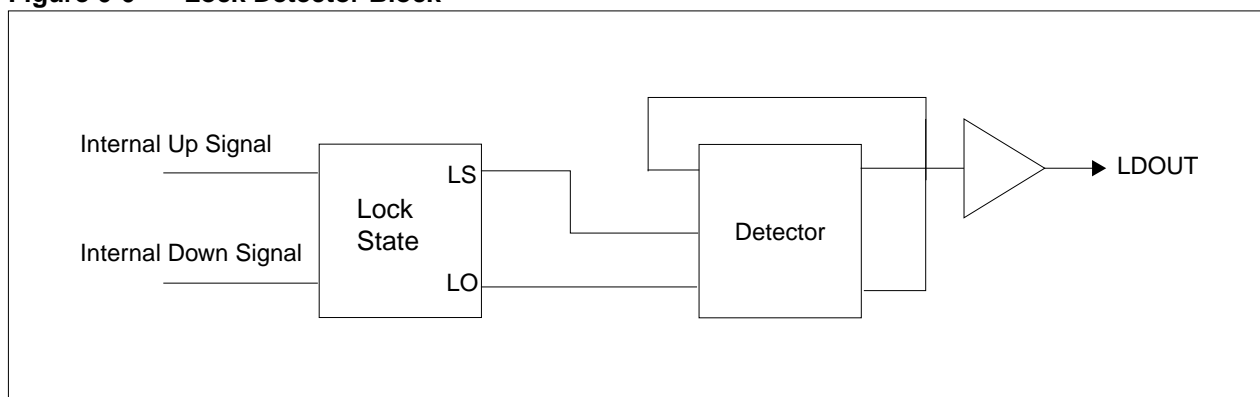 Internal Up Signal
Internal Down Signal
Lock
State
LS
LO
Detector
LDOUT